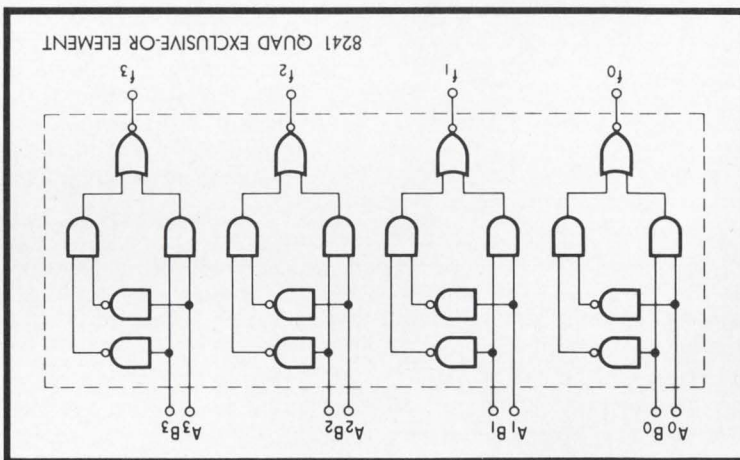 A0 B0
A1 B1
A2 B2
A3 B3
f0
f1
f2
f3
8241 QUAD EXCLUSIVE-OR ELEMENT